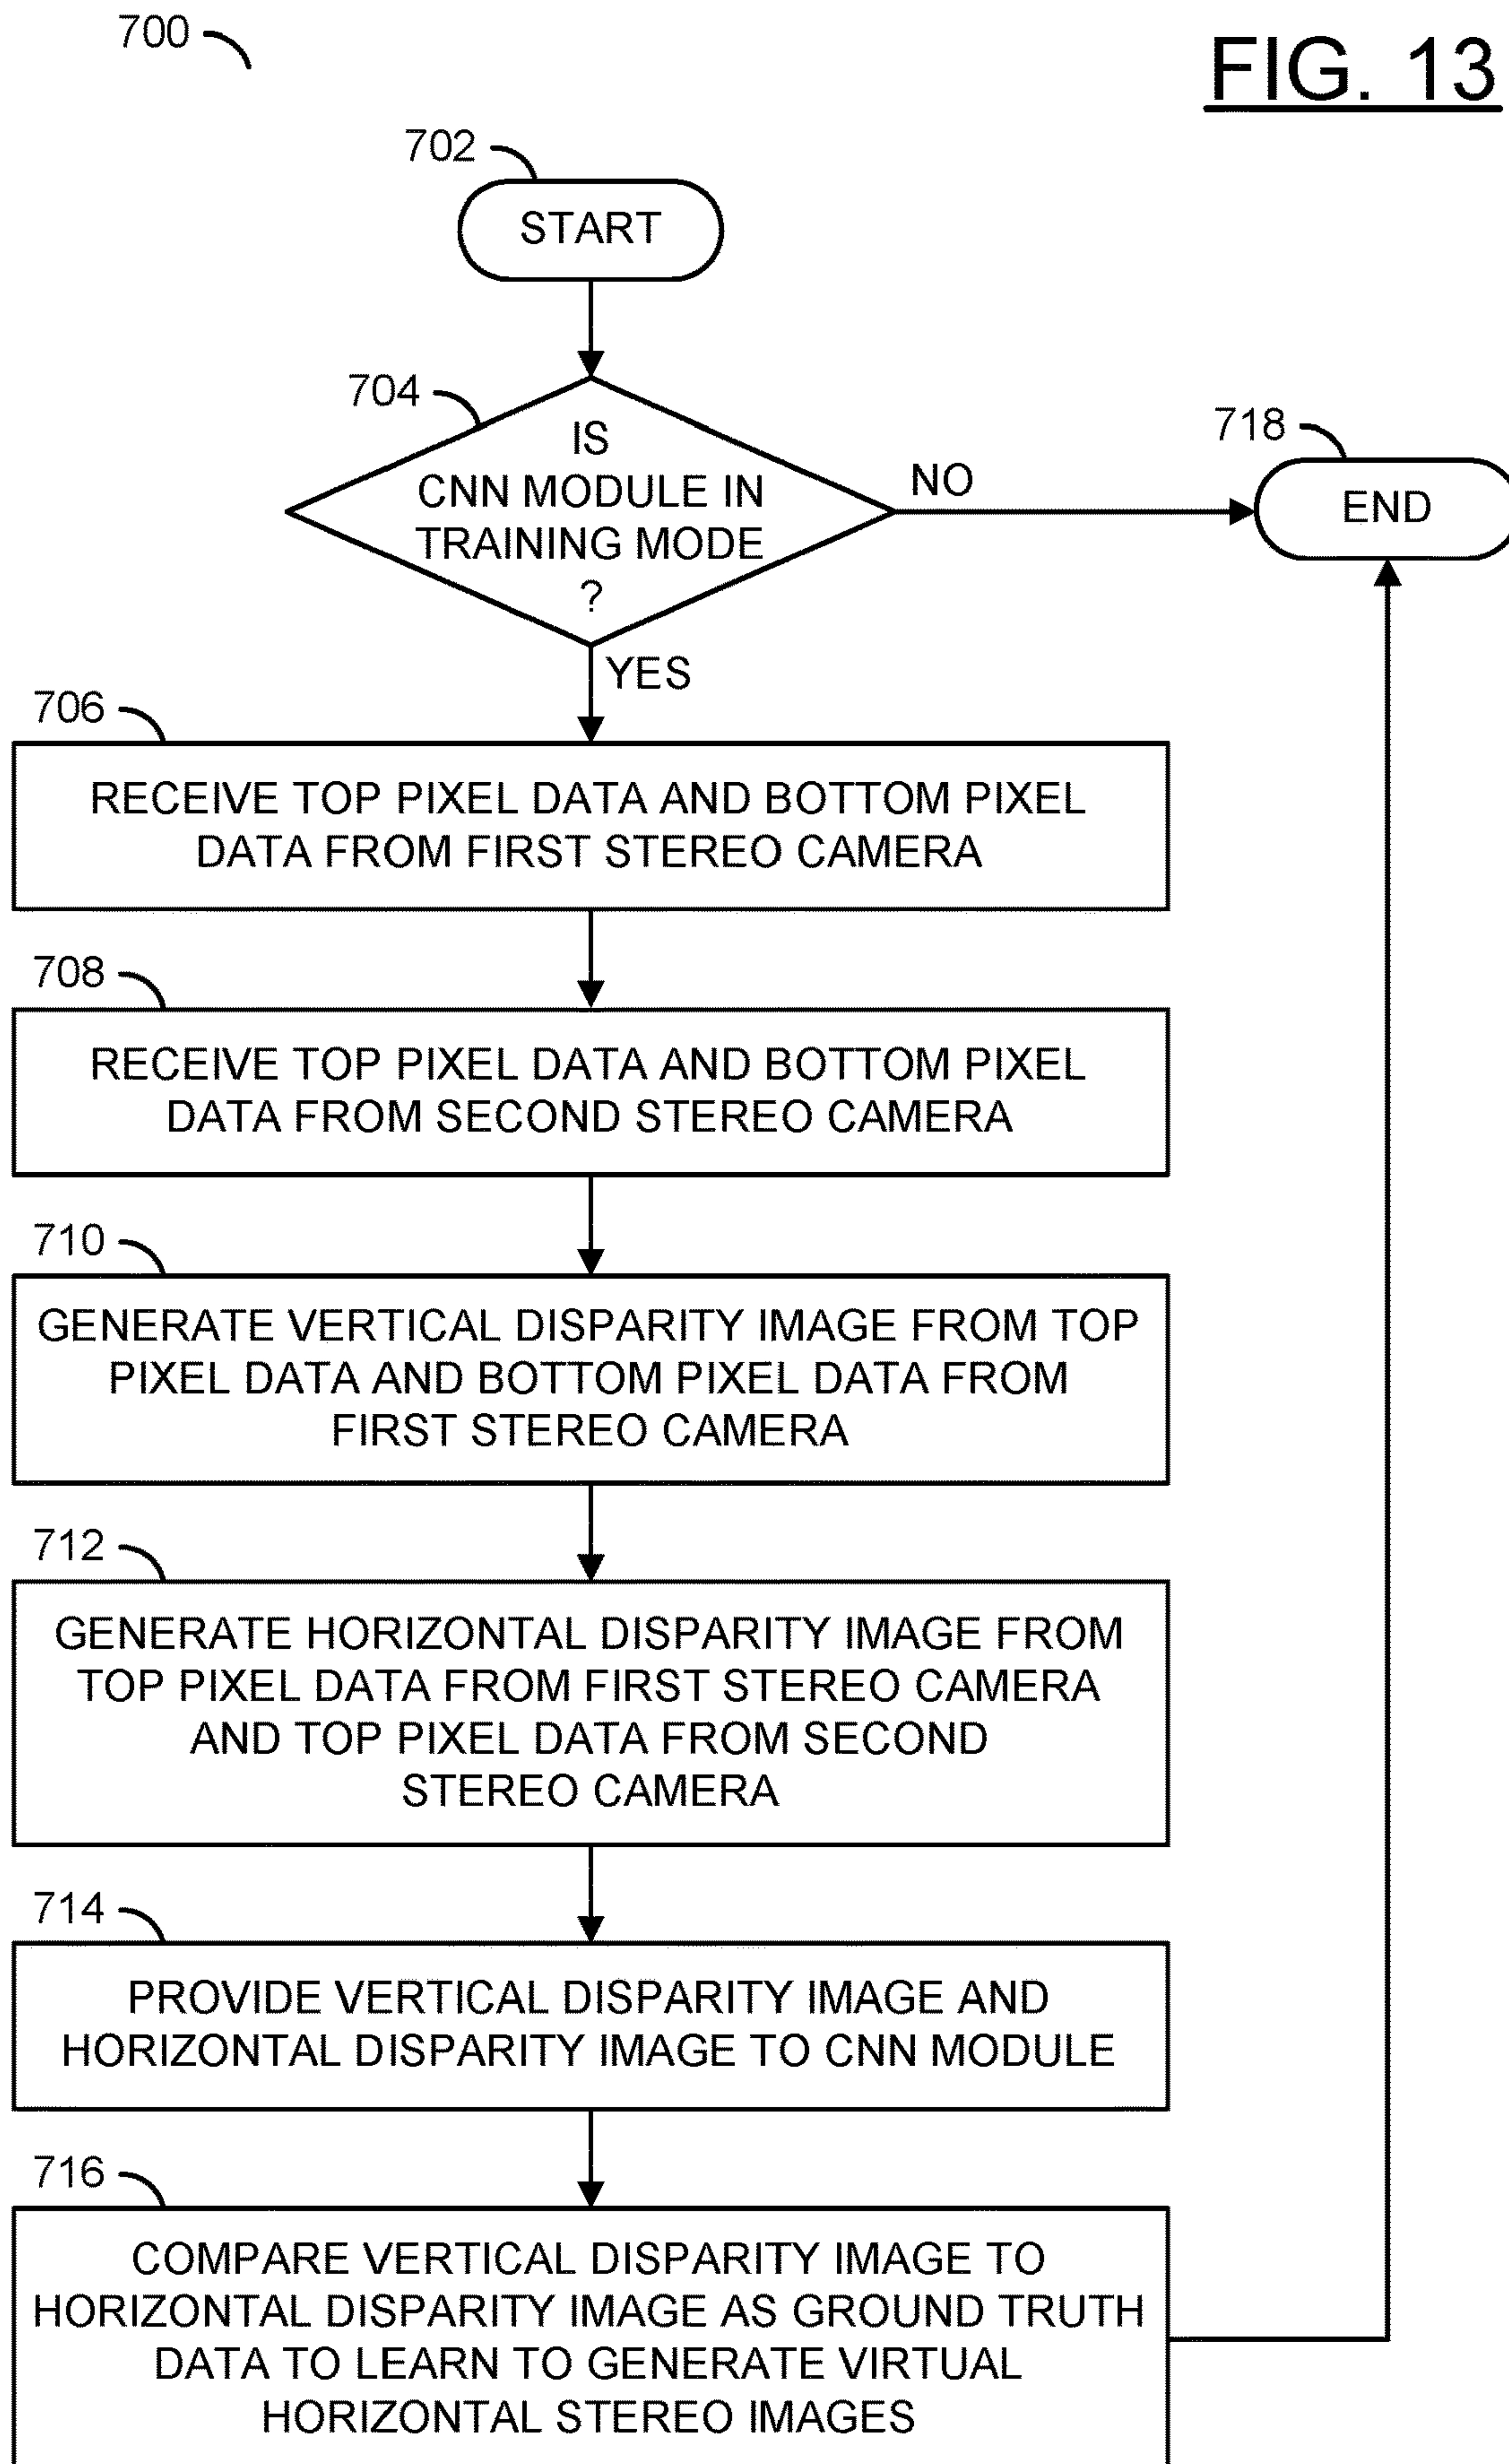 700
FIG. 13
702
START
704
IS
CNN MODULE IN
TRAINING MODE
?
NO
718
END
YES
706
RECEIVE TOP PIXEL DATA AND BOTTOM PIXEL
DATA FROM FIRST STEREO CAMERA
708
RECEIVE TOP PIXEL DATA AND BOTTOM PIXEL
DATA FROM SECOND STEREO CAMERA
710
GENERATE VERTICAL DISPARITY IMAGE FROM TOP
PIXEL DATA AND BOTTOM PIXEL DATA FROM
FIRST STEREO CAMERA
712
GENERATE HORIZONTAL DISPARITY IMAGE FROM
TOP PIXEL DATA FROM FIRST STEREO CAMERA
AND TOP PIXEL DATA FROM SECOND
STEREO CAMERA
714
PROVIDE VERTICAL DISPARITY IMAGE AND
HORIZONTAL DISPARITY IMAGE TO CNN MODULE
716
COMPARE VERTICAL DISPARITY IMAGE TO
HORIZONTAL DISPARITY IMAGE AS GROUND TRUTH
DATA TO LEARN TO GENERATE VIRTUAL
HORIZONTAL STEREO IMAGES